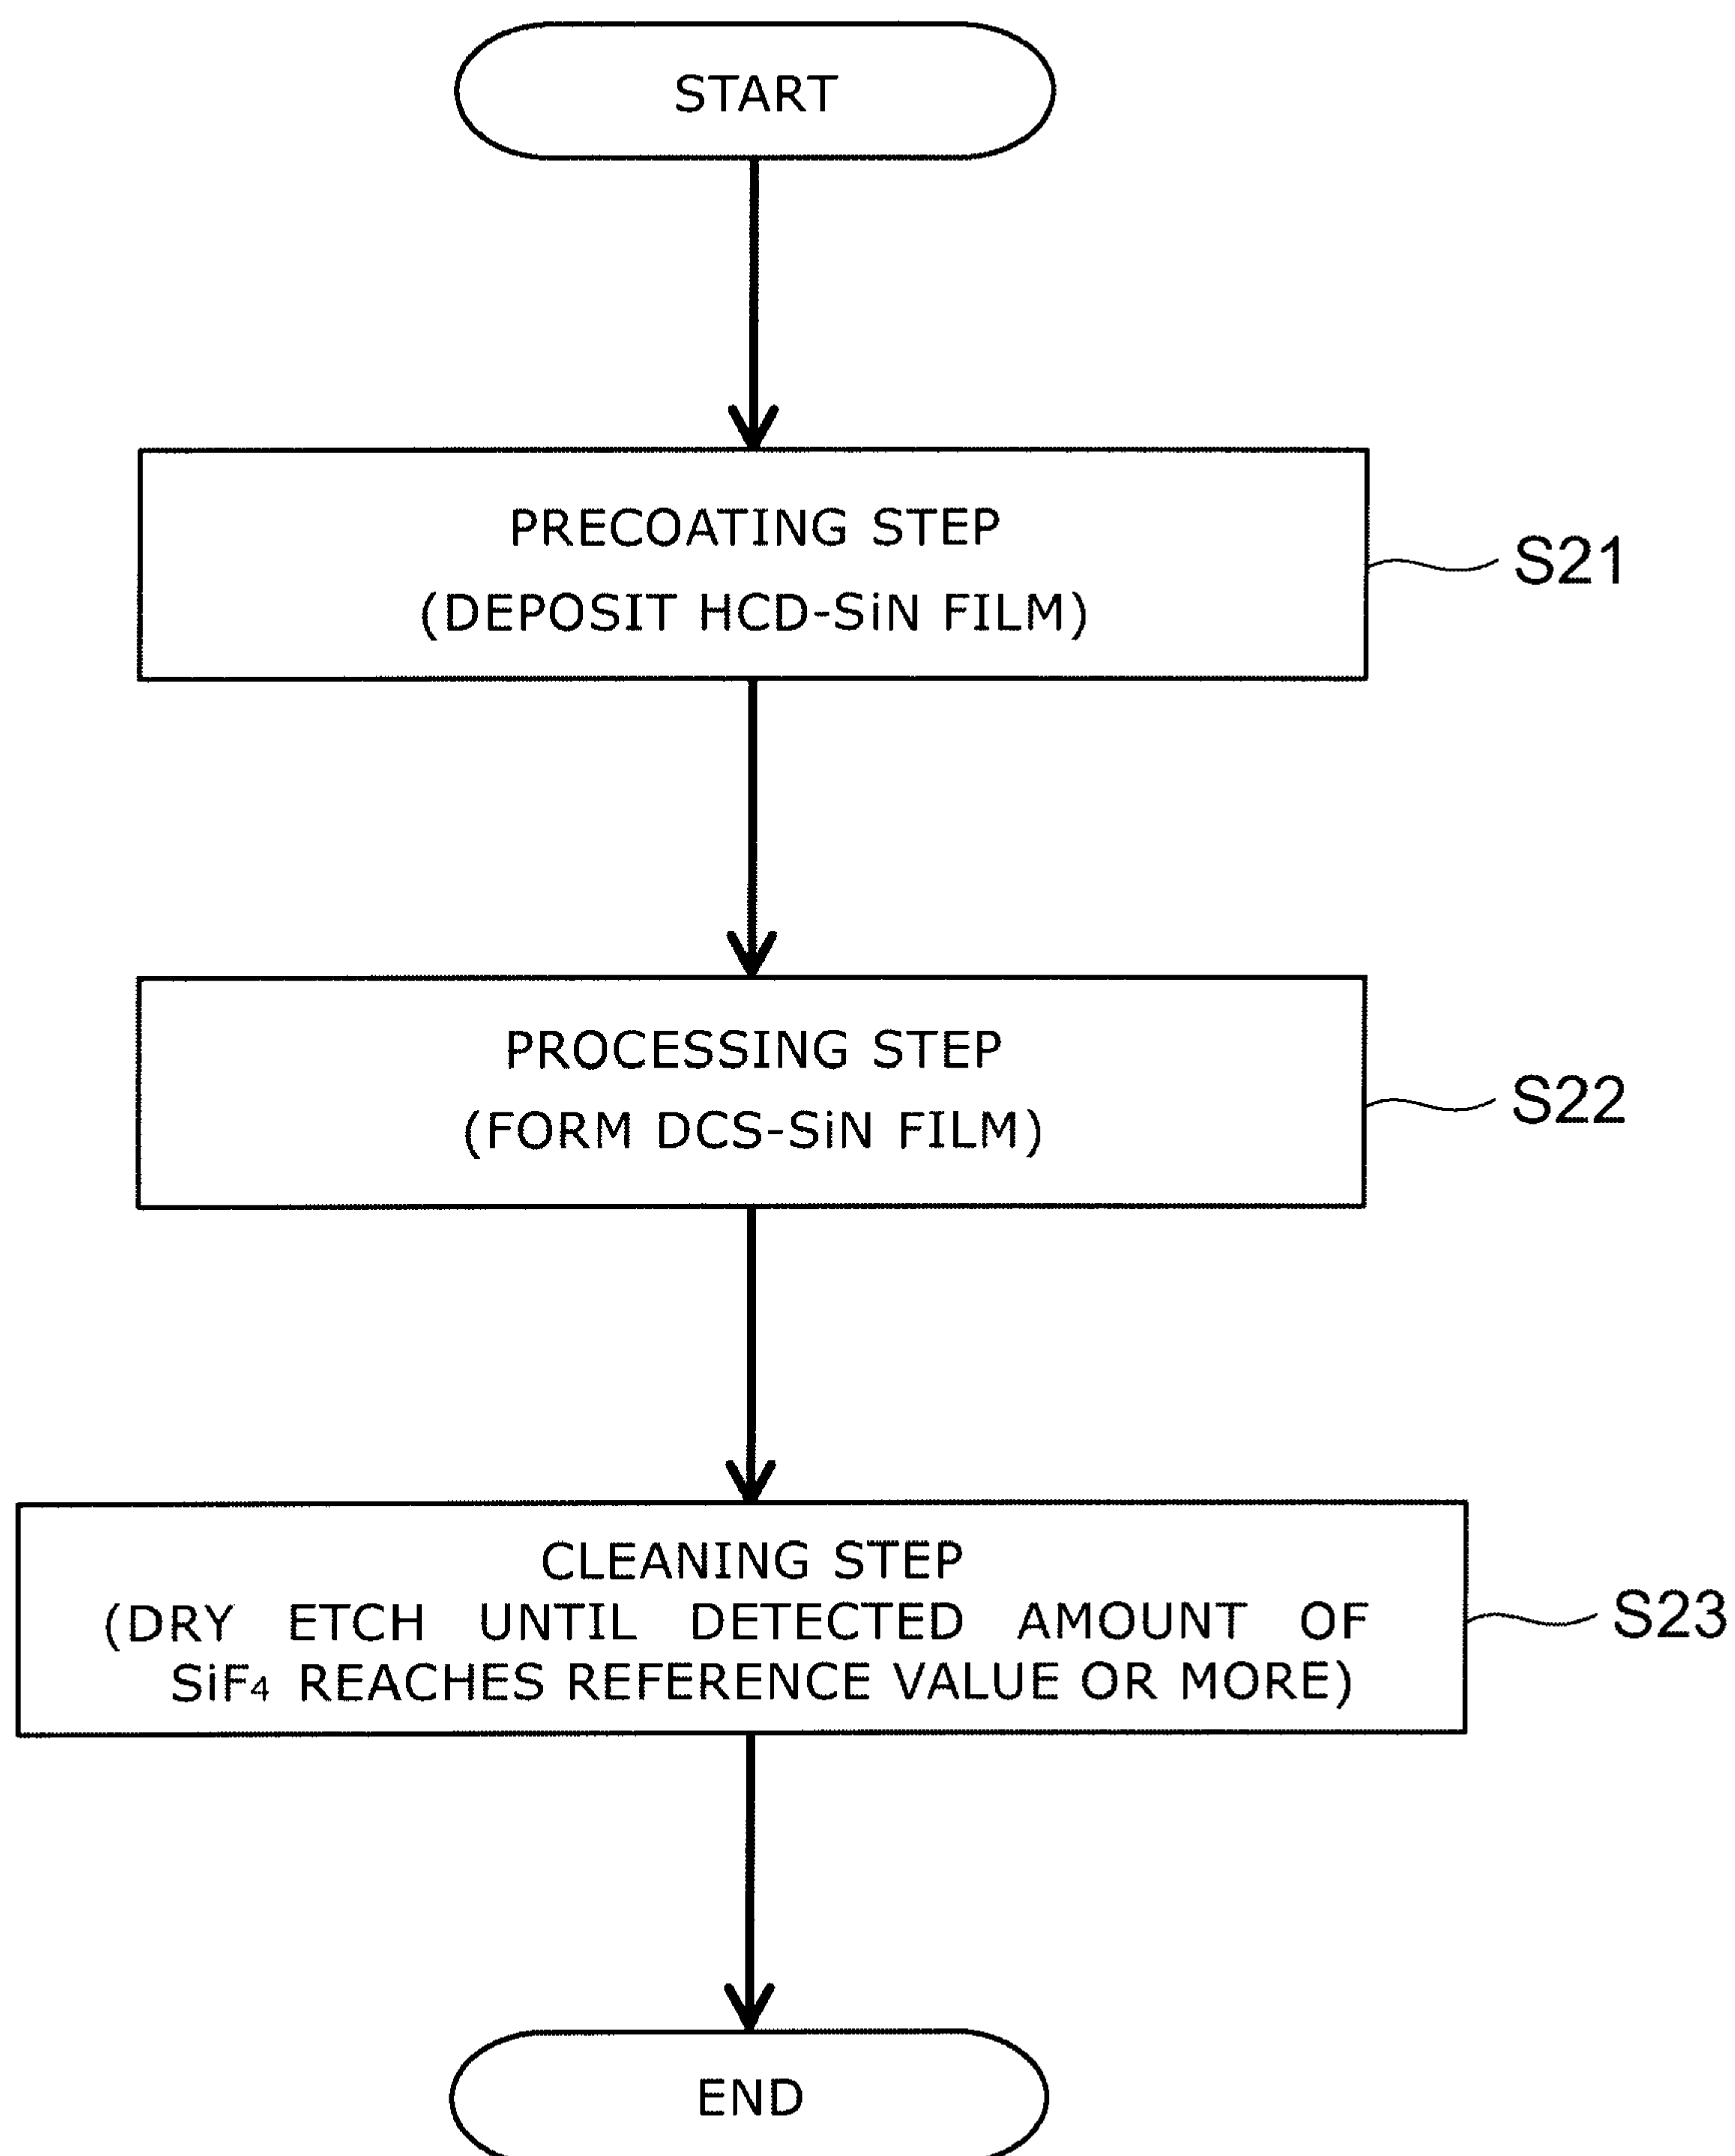 START
PRECOATING STEP
(DEPOSIT HCD-SiN FILM)
S21
PROCESSING STEP
(FORM DCS-SiN FILM)
S22
CLEANING STEP
(DRY ETCH UNTIL DETECTED AMOUNT OF
SiF₄ REACHES REFERENCE VALUE OR MORE)
S23
END